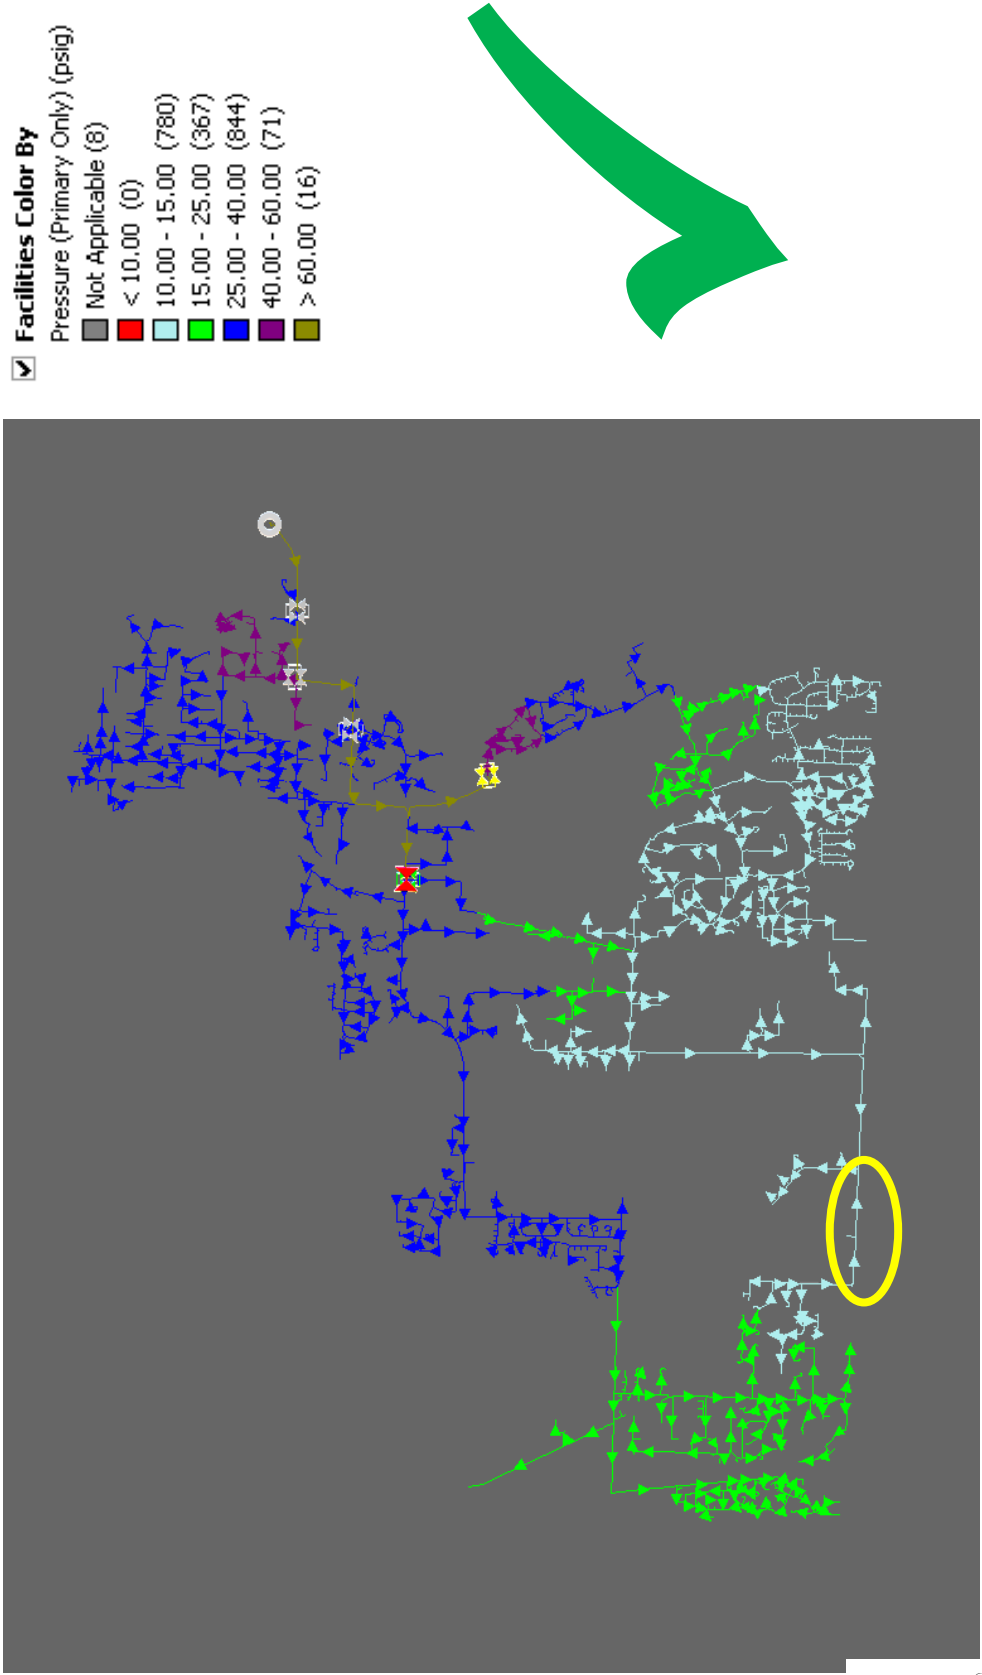 Facilities Color By
Pressure (Primary Only) (psig)
Not Applicable (8)
< 10.00 (0)
10.00 - 15.00 (780)
15.00 - 25.00 (367)
25.00 - 40.00 (844)
40.00 - 60.00 (71)
> 60.00 (16)